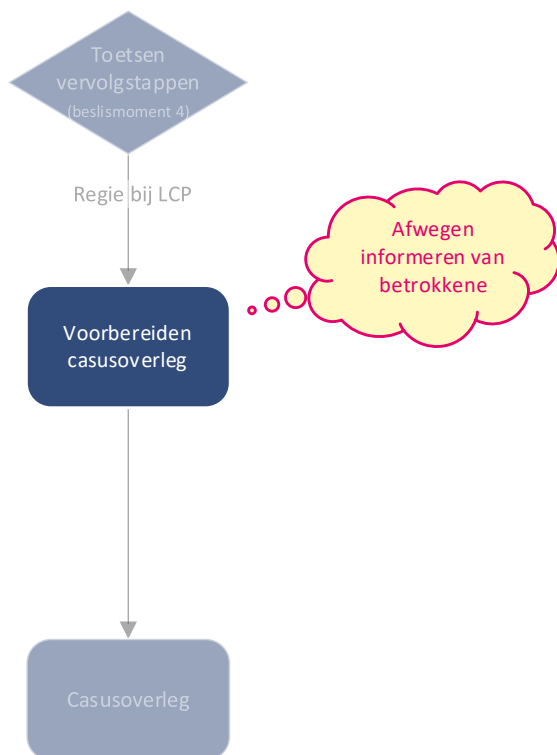 Toetsen
vervolgstappen
(beslismoment 4)
Regie bij LCP
Afwegen
informeren van
betrokkene
Voorbereiden
casusoverleg
Casusoverleg